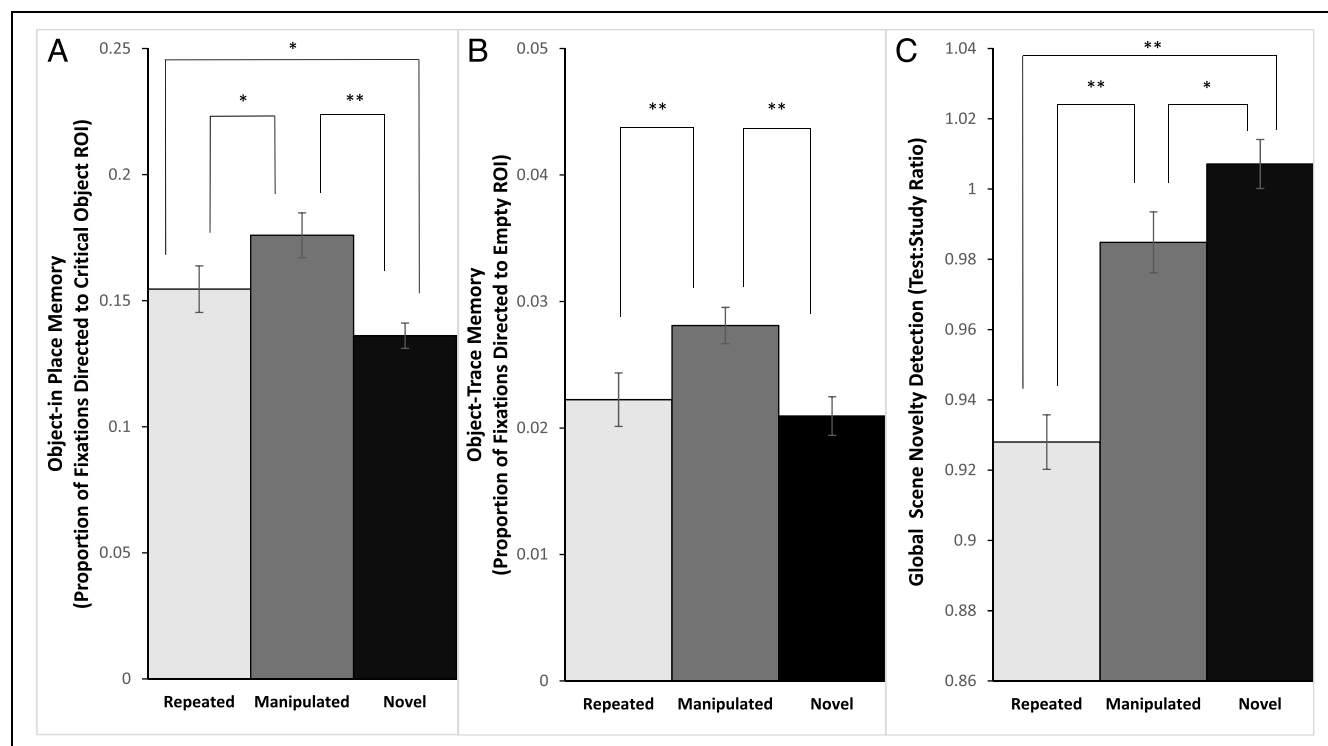 A
Object-in Place Memory
(Proportion of Fixations Directed to Critical Object ROI)
0.25
0.2
0.15
0.1
0.05
0
*
*
**
Repeated Manipulated Novel
B
Object-Trace Memory
(Proportion of Fixations Directed to Empty ROI)
0.05
0.04
0.03
0.02
0.01
0
**
**
Repeated Manipulated Novel
C
Global Scene Novelty Detection (Test:Study Ratio)
1.04
1.02
1
0.98
0.96
0.94
0.92
0.9
0.88
0.86
**
**
*
Repeated Manipulated Novel